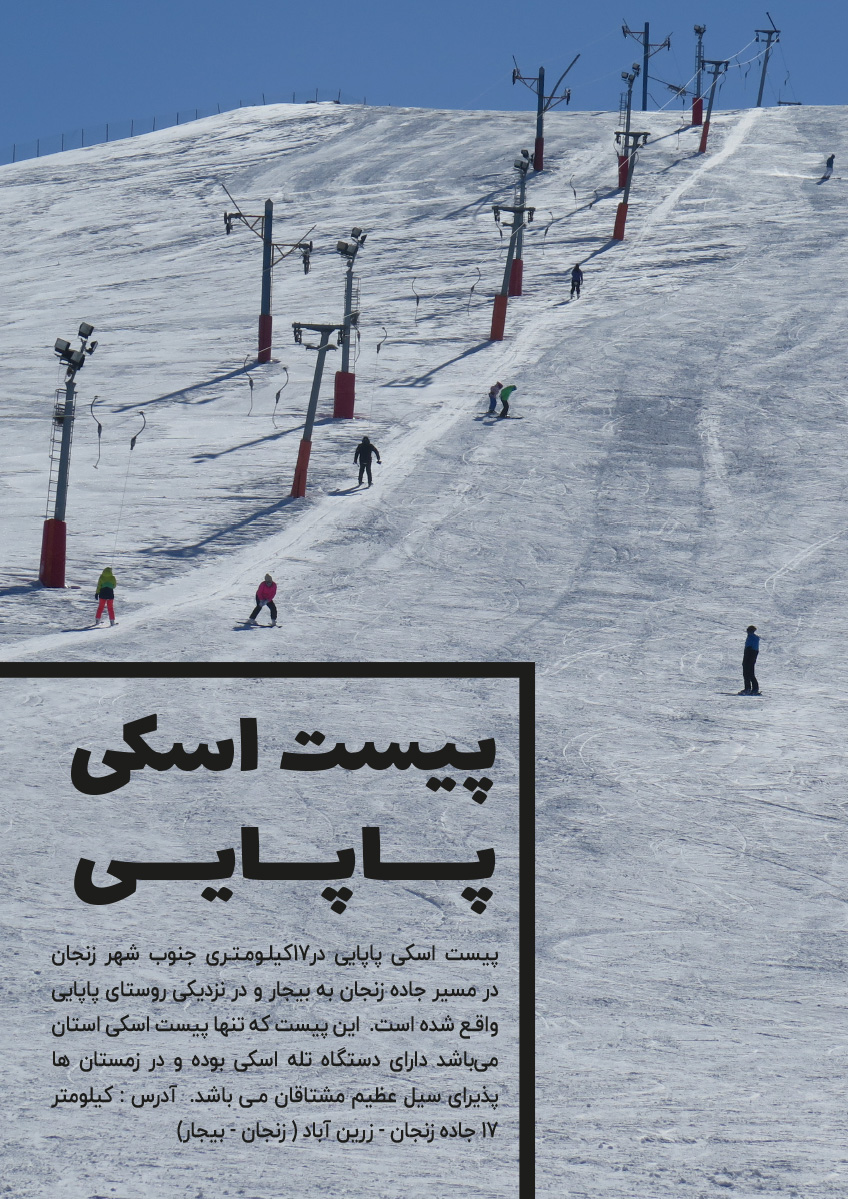 پیست اسکی
پـــاپـــایـــی
پیست اسکی پاپایی در۱۷کیلومتری جنوب شهر زنجان
در مسیر جاده زنجان به بیجار و در نزدیکی روستای پاپایی
واقع شده است. این پیست که تنها پیست اسکی استان
می‌باشد دارای دستگاه تله اسکی بوده و در زمستان ها
پذیرای سیل عظیم مشتاقان می باشد. آدرس : کیلومتر
۱۷ جاده زنجان - زرین آباد ( زنجان - بیجار)